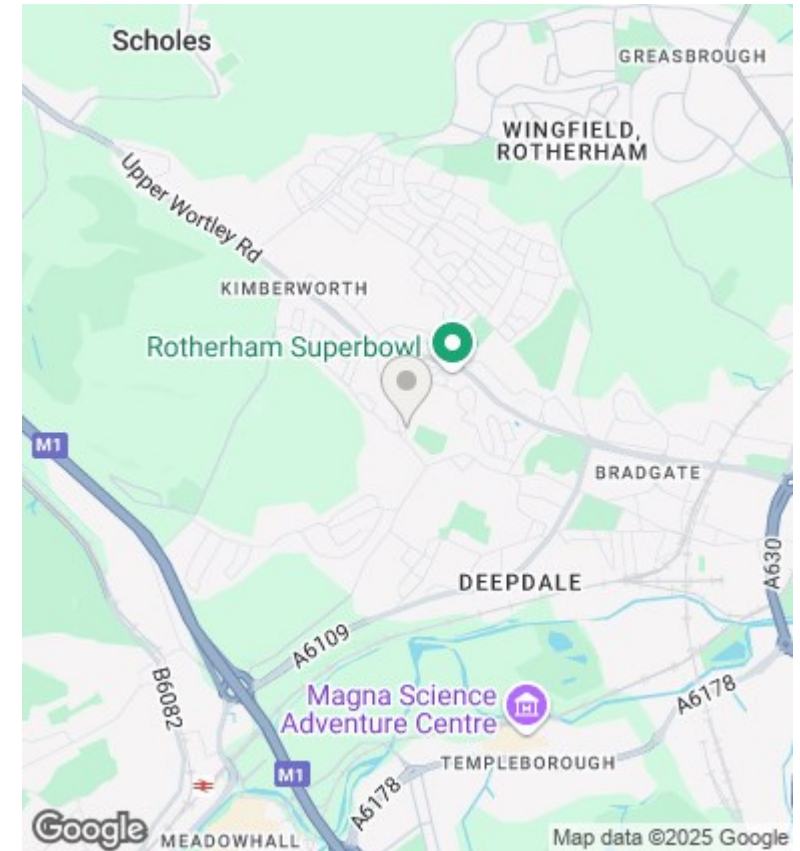 Scholes
GREASBROUGH
WINGFIELD,
ROTHERHAM
Upper Wortley Rd
KIMBERWORTH
Rotherham Superbowl
M1
BRADGATE
A630
DEEPDALE
A6109
B6082
Magna Science
Adventure Centre
A6178
M1
TEMPLEBOROUGH
A6178
Google
MEADOWHALL
Map data ©2025 Google